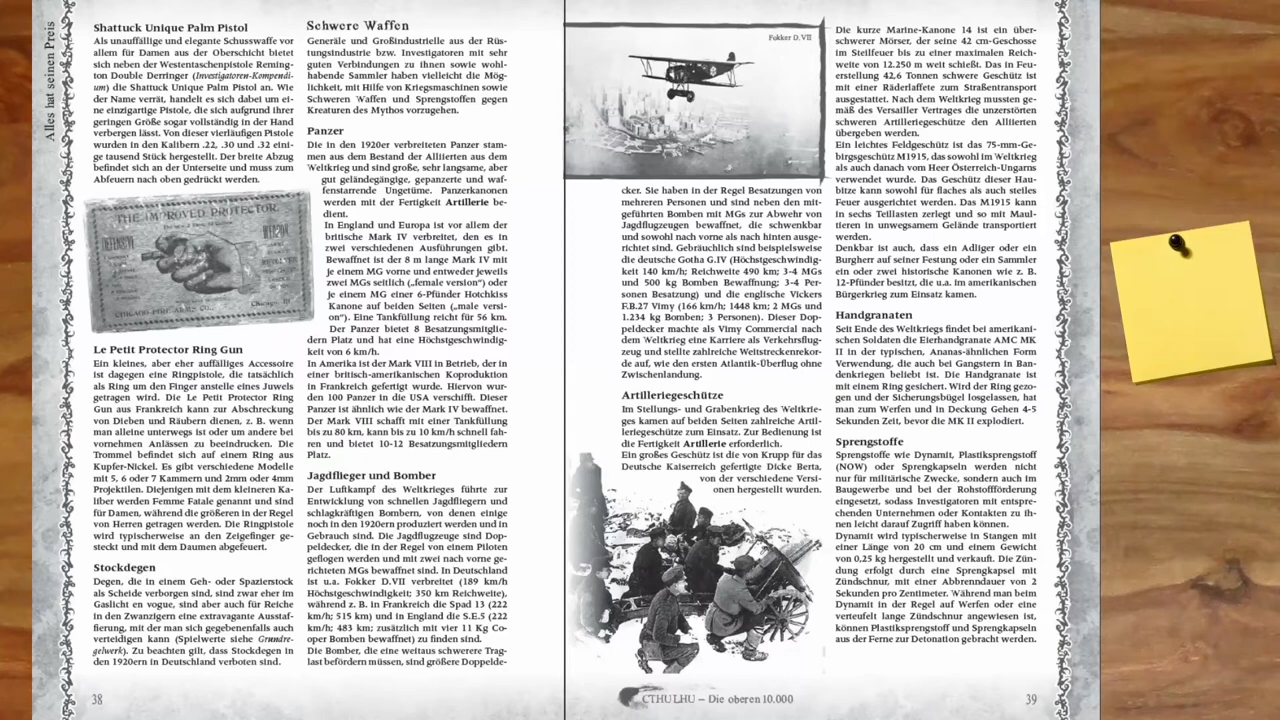 Alles hat seinen Preis
Shattuck Unique Palm Pistol
Als unauffällige und elegante Schusswaffe vor
allem für Damen aus der Oberschicht bietet
sich neben der Westentaschenpistole Reming-
ton Double Derringer (Investigatoren-Kompendi-
um) die Shattuck Unique Palm Pistol an. Wie
der Name verrät, handelt es sich dabei um ei-
ne einzigartige Pistole, die sich aufgrund ihrer
geringen Größe sogar vollständig in der Hand
verbergen lässt. Von dieser vierläufigen Pistole
wurden in den Kalibern .22, .30 und .32 eini-
ge tausend Stück hergestellt. Der breite Abzug
befindet sich an der Unterseite und muss zum
Abfeuern nach oben gedrückt werden.
THE IMPROVED PROTECTOR.
DEFENSIVE
WEAPON
REVOLVER
Chicago, Ill
CHICAGO FIRE ARMS CO.
Le Petit Protector Ring Gun
Ein kleines, aber eher auffälliges Accessoire
ist dagegen eine Ringpistole, die tatsächlich
als Ring um den Finger anstelle eines Juwels
getragen wird. Die Le Petit Protector Ring
Gun aus Frankreich kann zur Abschreckung
von Dieben und Räubern dienen, z. B. wenn
man alleine unterwegs ist oder um andere bei
vornehmen Anlässen zu beeindrucken. Die
Trommel befindet sich auf einem Ring aus
Kupfer-Nickel. Es gibt verschiedene Modelle
mit 5, 6 oder 7 Kammern und 2mm oder 4mm
Projektilen. Diejenigen mit dem kleineren Ka-
liber werden Femme Fatale genannt und sind
für Damen, während die größeren in der Regel
von Herren getragen werden. Die Ringpistole
wird typischerweise an den Zeigefinger ge-
steckt und mit dem Daumen abgefeuert.
Stockdegen
Degen, die in einem Geh- oder Spazierstock
als Scheide verborgen sind, sind zwar eher im
Gaslicht en vogue, sind aber auch für Reiche
in den Zwanzigern eine extravagante Ausstaf-
fierung, mit der man sich gegebenenfalls auch
verteidigen kann (Spielwerte siehe Grundre-
gelwerk). Zu beachten gilt, dass Stockdegen in
den 1920ern in Deutschland verboten sind.
38
Schwere Waffen
Generäle und Großindustrielle aus der Rüs-
tungsindustrie bzw. Investigatoren mit sehr
guten Verbindungen zu ihnen sowie wohl-
habende Sammler haben vielleicht die Mög-
lichkeit, mit Hilfe von Kriegsmaschinen sowie
Schweren Waffen und Sprengstoffen gegen
Kreaturen des Mythos vorzugehen.
Panzer
Die in den 1920er verbreiteten Panzer stam-
men aus dem Bestand der Alliierten aus dem
Weltkrieg und sind große, sehr langsame, aber
gut geländegängige, gepanzerte und waf-
fenstarrende Ungetüme. Panzerkanonen
werden mit der Fertigkeit Artillerie be-
dient.
In England und Europa ist vor allem der
britische Mark IV verbreitet, den es in
zwei verschiedenen Ausführungen gibt.
Bewaffnet ist der 8 m lange Mark IV mit
je einem MG vorne und entweder jeweils
zwei MGs seitlich („female version“) oder
je einem MG einer 6-Pfünder Hotchkiss
Kanone auf beiden Seiten („male versi-
on“). Eine Tankfüllung reicht für 56 km.
Der Panzer bietet 8 Besatzungsmitglie-
dern Platz und hat eine Höchstgeschwindig-
keit von 6 km/h.
In Amerika ist der Mark VIII in Betrieb, der in
einer britisch-amerikanischen Koproduktion
in Frankreich gefertigt wurde. Hiervon wur-
den 100 Panzer in die USA verschifft. Dieser
Panzer ist ähnlich wie der Mark IV bewaffnet.
Der Mark VIII schafft mit einer Tankfüllung
bis zu 80 km, kann bis zu 10 km/h schnell fah-
ren und bietet 10-12 Besatzungsmitgliedern
Platz.
Jagdflieger und Bomber
Der Luftkampf des Weltkrieges führte zur
Entwicklung von schnellen Jagdfliegern und
schlagkräftigen Bombern, von denen einige
noch in den 1920ern produziert werden und in
Gebrauch sind. Die Jagdflugzeuge sind Dop-
peldecker, die in der Regel von einem Piloten
geflogen werden und mit zwei nach vorne ge-
richteten MGs bewaffnet sind. In Deutschland
ist u.a. Fokker D.VII verbreitet (189 km/h
Höchstgeschwindigkeit; 350 km Reichweite),
während z. B. in Frankreich die Spad 13 (222
km/h; 515 km) und in England die S.E.5 (222
km/h; 483 km; zusätzlich mit vier 11 Kg Co-
oper Bomben bewaffnet) zu finden sind.
Die Bomber, die eine weitaus schwerere Trag-
last befördern müssen, sind größere Doppelde-
Fokker D.VII
cker. Sie haben in der Regel Besatzungen von
mehreren Personen und sind neben den mit-
geführten Bomben mit MGs zur Abwehr von
Jagdflugzeugen bewaffnet, die schwenkbar
und sowohl nach vorne als nach hinten ausge-
richtet sind. Gebräuchlich sind beispielsweise
die deutsche Gotha G.IV (Höchstgeschwindig-
keit 140 km/h; Reichweite 490 km; 3-4 MGs
und 500 kg Bomben Bewaffnung; 3-4 Per-
sonen Besatzung) und die englische Vickers
F.B.27 Vimy (166 km/h; 1448 km; 2 MGs und
1.234 kg Bomben; 3 Personen). Dieser Dop-
peldecker machte als Vimy Commercial nach
dem Weltkrieg eine Karriere als Verkehrsflug-
zeug und stellte zahlreiche Weitstreckenrekor-
de auf, wie den ersten Atlantik-Überflug ohne
Zwischenlandung.
Artilleriegeschütze
Im Stellungs- und Grabenkrieg des Weltkrie-
ges kamen auf beiden Seiten zahlreiche Artil-
leriegeschütze zum Einsatz. Zur Bedienung ist
die Fertigkeit Artillerie erforderlich.
Ein großes Geschütz ist die von Krupp für das
Deutsche Kaiserreich gefertigte Dicke Berta,
von der verschiedene Versi-
onen hergestellt wurden.
Die kurze Marine-Kanone 14 ist ein über-
schwerer Mörser, der seine 42 cm-Geschosse
im Steilfeuer bis zu einer maximalen Reich-
weite von 12.250 m weit schießt. Das in Feu-
erstellung 42,6 Tonnen schwere Geschütz ist
mit einer Räderlaffete zum Straßentransport
ausgestattet. Nach dem Weltkrieg mussten ge-
mäß des Versailler Vertrages die unzerstörten
schweren Artilleriegeschütze den Alliierten
übergeben werden.
Ein leichtes Feldgeschütz ist das 75-mm-Ge-
birgsgeschütz M1915, das sowohl im Weltkrieg
als auch danach vom Heer Österreich-Ungarns
verwendet wurde. Das Geschütz dieser Hau-
bitze kann sowohl für flaches als auch steiles
Feuer ausgerichtet werden. Das M1915 kann
in sechs Teillasten zerlegt und so mit Maul-
tieren in unwegsamem Gelände transportiert
werden.
Denkbar ist auch, dass ein Adliger oder ein
Burgherr auf seiner Festung oder ein Sammler
ein oder zwei historische Kanonen wie z. B.
12-Pfünder besitzt, die u.a. im amerikanischen
Bürgerkrieg zum Einsatz kamen.
Handgranaten
Seit Ende des Weltkriegs findet bei amerikani-
schen Soldaten die Eierhandgranate AMC MK
II in der typischen, Ananas-ähnlichen Form
Verwendung, die auch bei Gangstern in Ban-
denkriegen beliebt ist. Die Handgranate ist
mit einem Ring gesichert. Wird der Ring gezo-
gen und der Sicherungsbügel losgelassen, hat
man zum Werfen und in Deckung Gehen 4-5
Sekunden Zeit, bevor die MK II explodiert.
Sprengstoffe
Sprengstoffe wie Dynamit, Plastiksprengstoff
(NOW) oder Sprengkapseln werden nicht
nur für militärische Zwecke, sondern auch im
Baugewerbe und bei der Rohstoffförderung
eingesetzt, sodass Investigatoren mit entspre-
chenden Unternehmen oder Kontakten zu ih-
nen leicht darauf Zugriff haben können.
Dynamit wird typischerweise in Stangen mit
einer Länge von 20 cm und einem Gewicht
von 0,25 kg hergestellt und verkauft. Die Zün-
dung erfolgt durch eine Sprengkapsel mit
Zündschnur, mit einer Abbrenndauer von 2
Sekunden pro Zentimeter. Während man beim
Dynamit in der Regel auf Werfen oder eine
verteufelt lange Zündschnur angewiesen ist,
können Plastiksprengstoff und Sprengkapseln
aus der Ferne zur Detonation gebracht werden.
CTHULHU – Die oberen 10.000
39